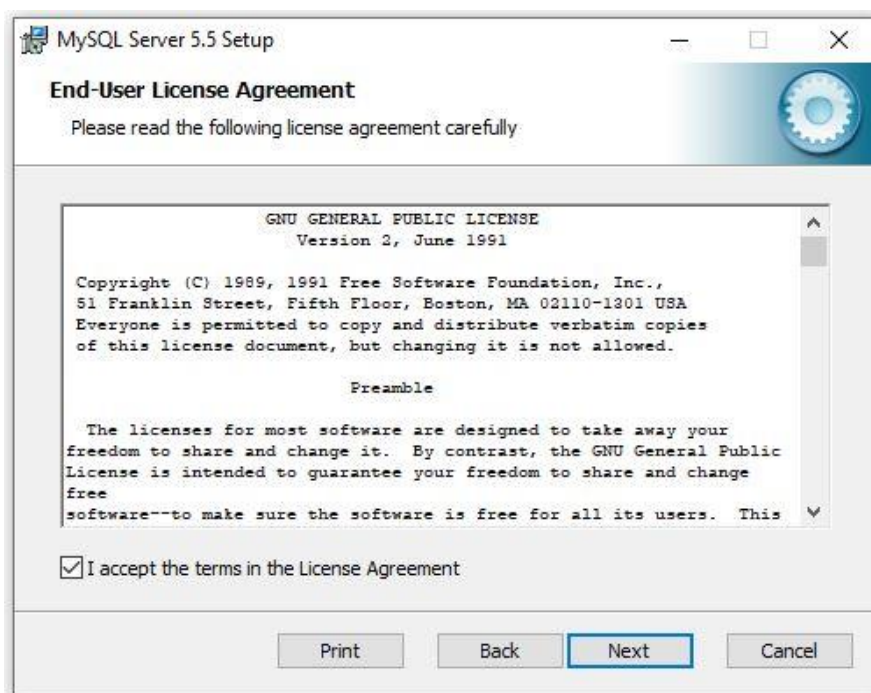 MySQL Server 5.5 Setup
End-User License Agreement
Please read the following license agreement carefully
GNU GENERAL PUBLIC LICENSE
Version 2, June 1991
Copyright (C) 1989, 1991 Free Software Foundation, Inc.,
51 Franklin Street, Fifth Floor, Boston, MA 02110-1301 USA
Everyone is permitted to copy and distribute verbatim copies
of this license document, but changing it is not allowed.
Preamble
The licenses for most software are designed to take away your
freedom to share and change it. By contrast, the GNU General Public
License is intended to guarantee your freedom to share and change
free
software--to make sure the software is free for all its users. This
I accept the terms in the License Agreement
Print Back Next Cancel